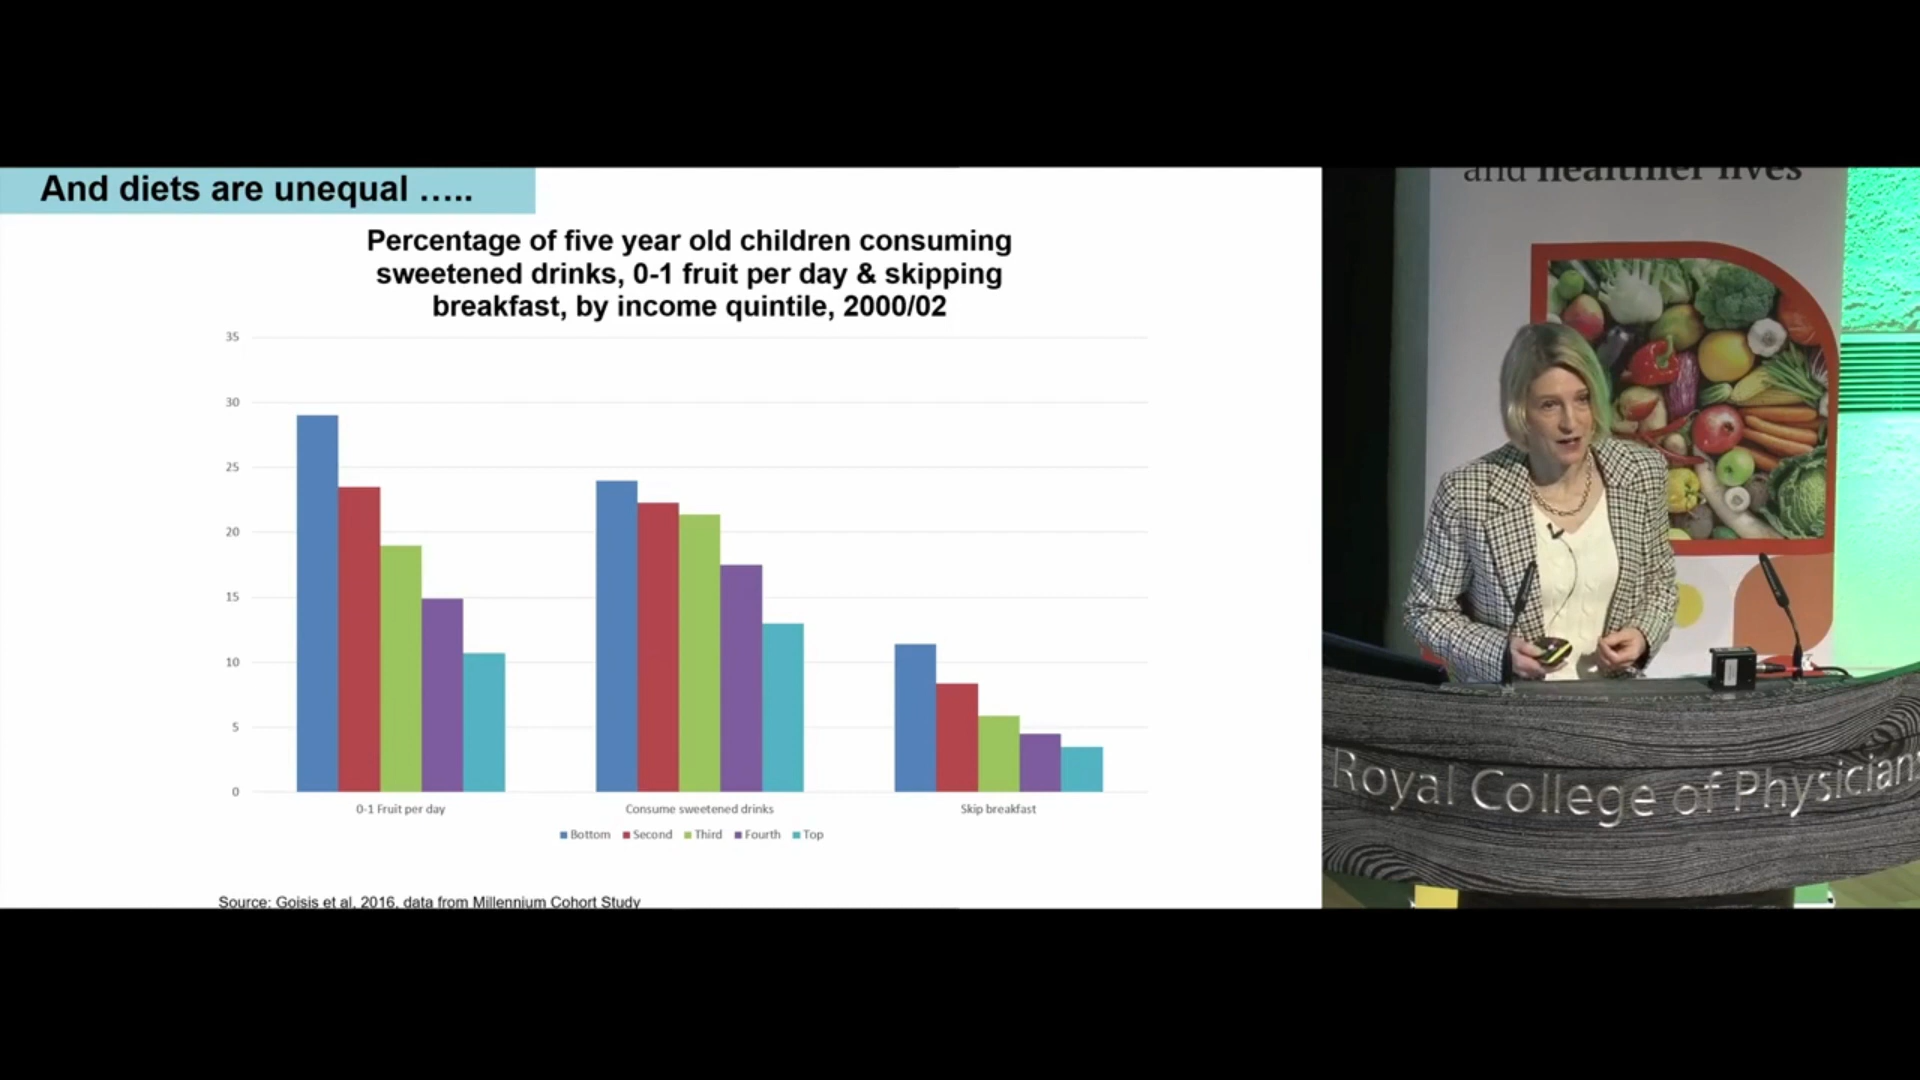 And diets are unequal …..
Percentage of five year old children consuming
sweetened drinks, 0-1 fruit per day & skipping
breakfast, by income quintile, 2000/02
35
30
25
20
15
10
5
0
0-1 Fruit per day
Consume sweetened drinks
Skip breakfast
Bottom Second Third Fourth Top
Source: Goisis et al, 2016, data from Millennium Cohort Study
and healthier lives
Royal College of Physicians